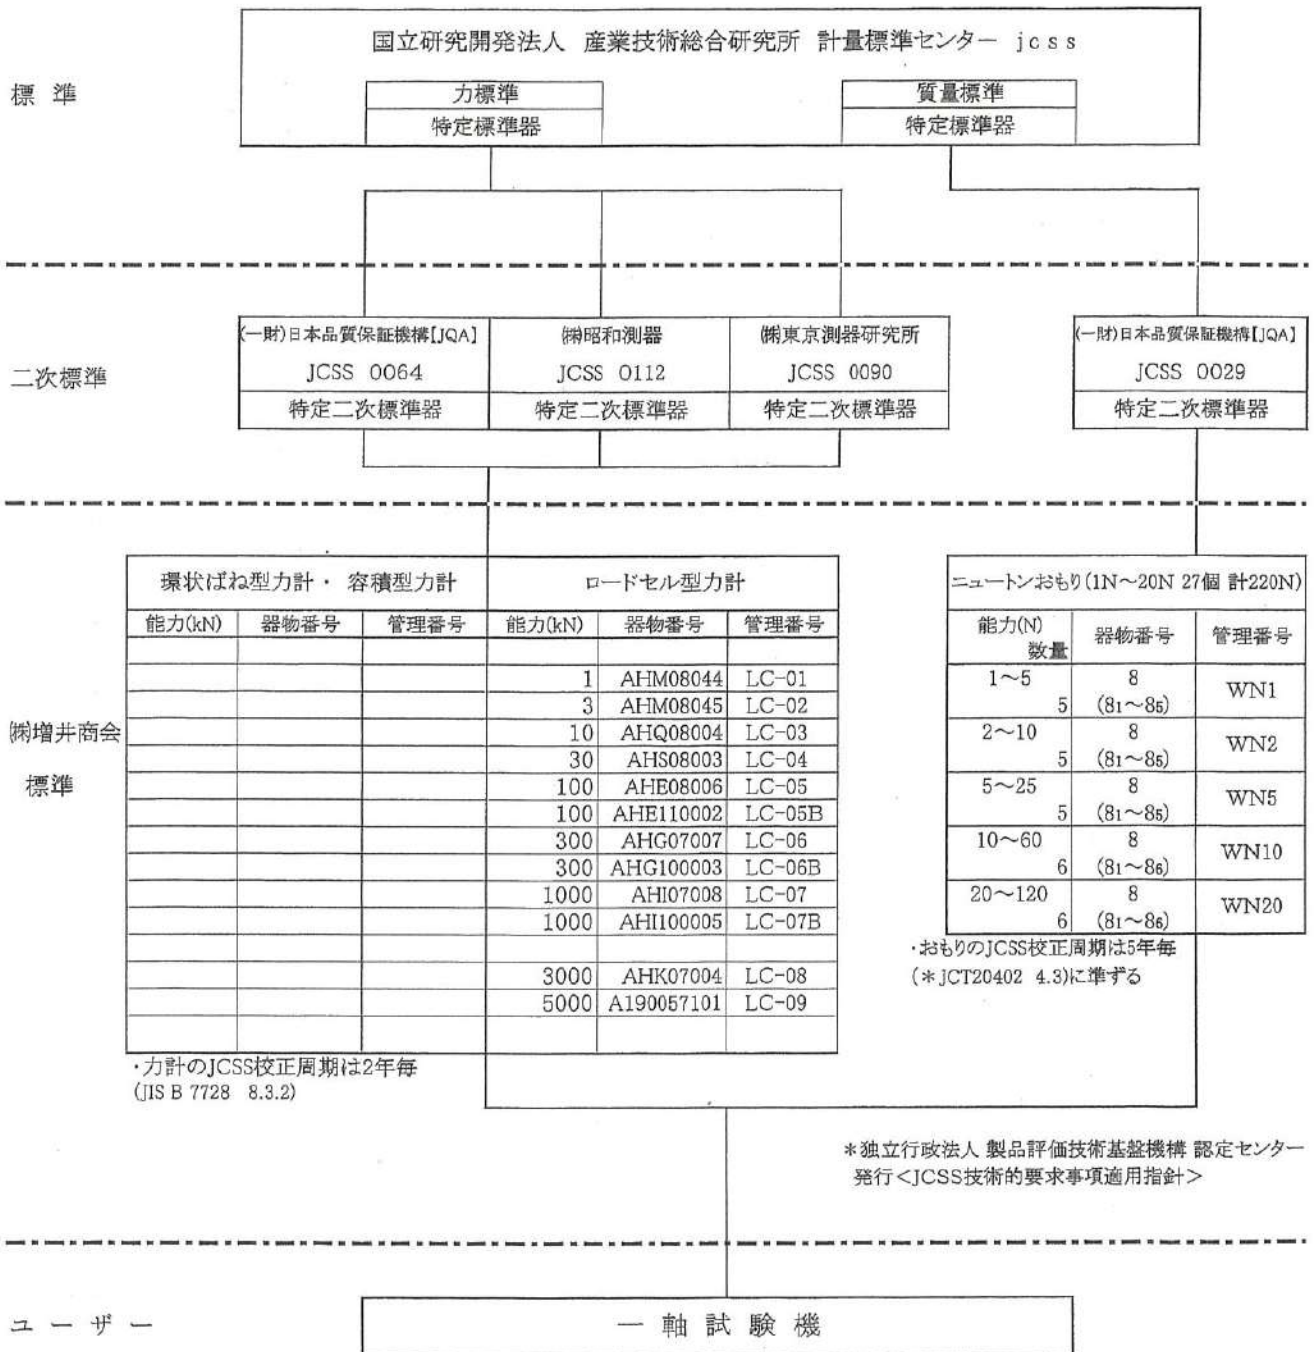 国立研究開発法人 産業技術総合研究所 計量標準センター jcss
標準
力標準
特定標準器
質量標準
特定標準器
二次標準
(一財)日本品質保証機構【JQA】
JCSS 0064
特定二次標準器
㈱昭和測器
JCSS 0112
特定二次標準器
㈱東京測器研究所
JCSS 0090
特定二次標準器
(一財)日本品質保証機構【JQA】
JCSS 0029
特定二次標準器
㈱増井商会
標準
環状ばね型力計・容積型力計 ロードセル型力計
能力(kN) 器物番号 管理番号 能力(kN) 器物番号 管理番号
1 AHM08044 LC-01
3 AHM08045 LC-02
10 AHQ08004 LC-03
30 AHS08003 LC-04
100 AHE08006 LC-05
100 AHE110002 LC-05B
300 AHG07007 LC-06
300 AHG100003 LC-06B
1000 AHI07008 LC-07
1000 AHI100005 LC-07B
3000 AHK07004 LC-08
5000 A190057101 LC-09
・力計のJCSS校正周期は2年毎
(JIS B 7728 8.3.2)
ニュートンおもり(1N～20N 27個 計220N)
能力(N) 数量 器物番号 管理番号
1～5 8 WN1
5 (81～85)
2～10 8 WN2
5 (81～85)
5～25 8 WN5
5 (81～85)
10～60 8 WN10
6 (81～86)
20～120 8 WN20
6 (81～86)
・おもりのJCSS校正周期は5年毎
(＊JCT20402 4.3)に準ずる
＊独立行政法人 製品評価技術基盤機構 認定センター
発行＜JCSS技術的要求事項適用指針＞
ユーザー
一軸試験機